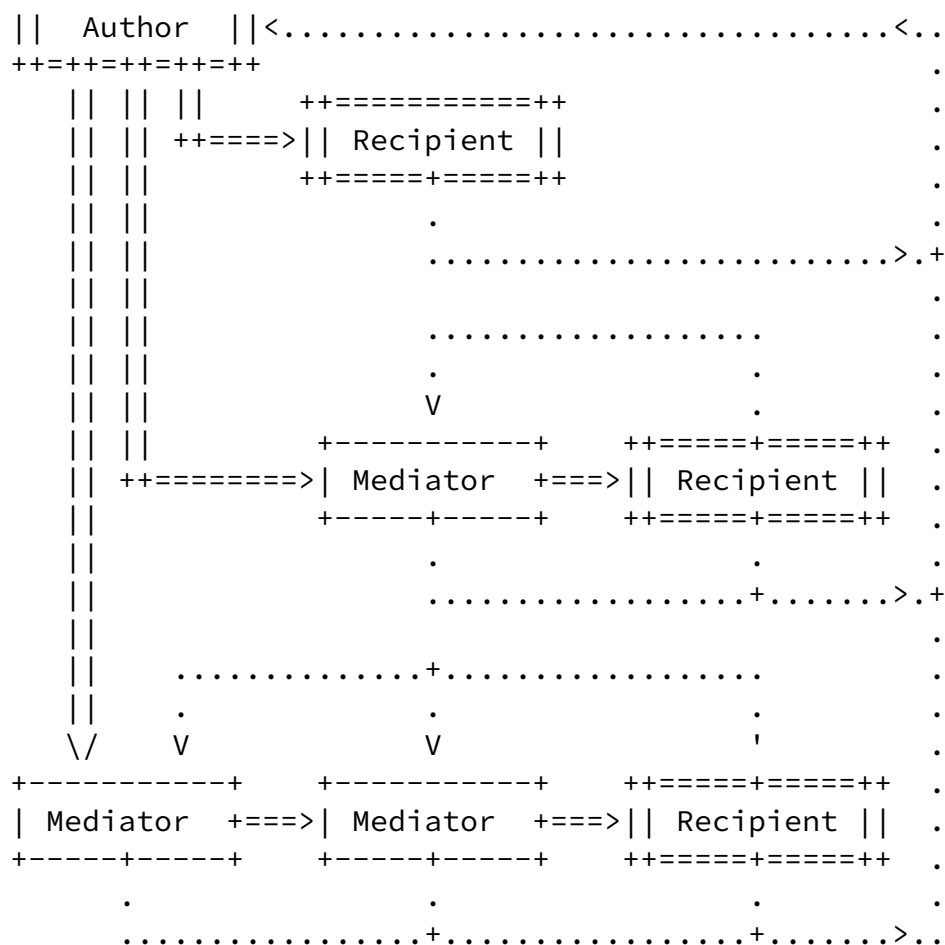 ||  Author  ||<..................................<..
++=++=++=++=++                                     .
   || || ||     ++===========++                    .
   || || ++====>|| Recipient ||                    .
   || ||        ++=====+=====++                    .
   || ||               .                           .
   || ||               ..........................>.+
   || ||                                           .
   || ||               ...................         .
   || ||               .                 .         .
   || ||               V                 .         .
   || ||         +-----------+    ++=====+=====++  .
   || ++========>| Mediator  +===>|| Recipient ||  .
   ||            +-----+-----+    ++=====+=====++  .
   ||                  .                 .         .
   ||                  ..................+.......>.+
   ||                                              .
   ||    ..............+..................         .
   ||    .             .                 .         .
   \/    V             V                 '         .
+-----------+    +-----------+    ++=====+=====++  .
| Mediator  +===>| Mediator  +===>|| Recipient ||  .
+-----+-----+    +-----+-----+    ++=====+=====++  .
      .                .                 .         .
      .................+.................+.......>..